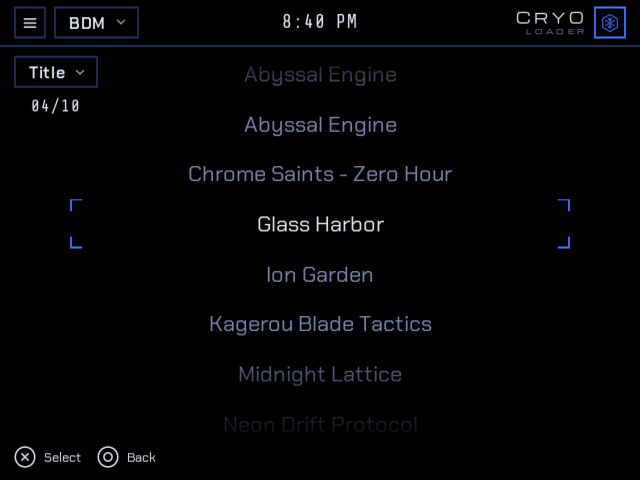 BDM
8:40 PM
CRYO
LOADER
Title
04/10
Abyssal Engine
Abyssal Engine
Chrome Saints - Zero Hour
Glass Harbor
Ion Garden
Kagerou Blade Tactics
Midnight Lattice
Neon Drift Protocol
Select
Back